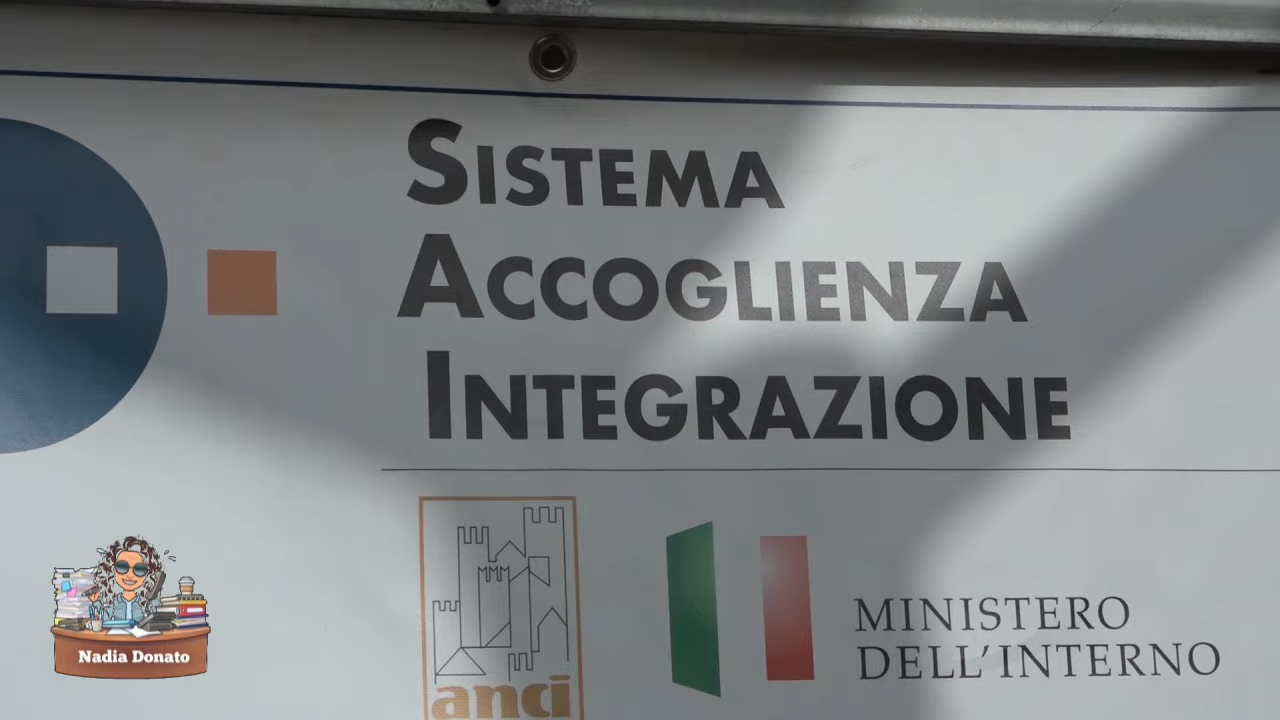 SISTEMA
ACCOGLIENZA
INTEGRAZIONE
anci
MINISTERO
DELL'INTERNO
Nadia Donato